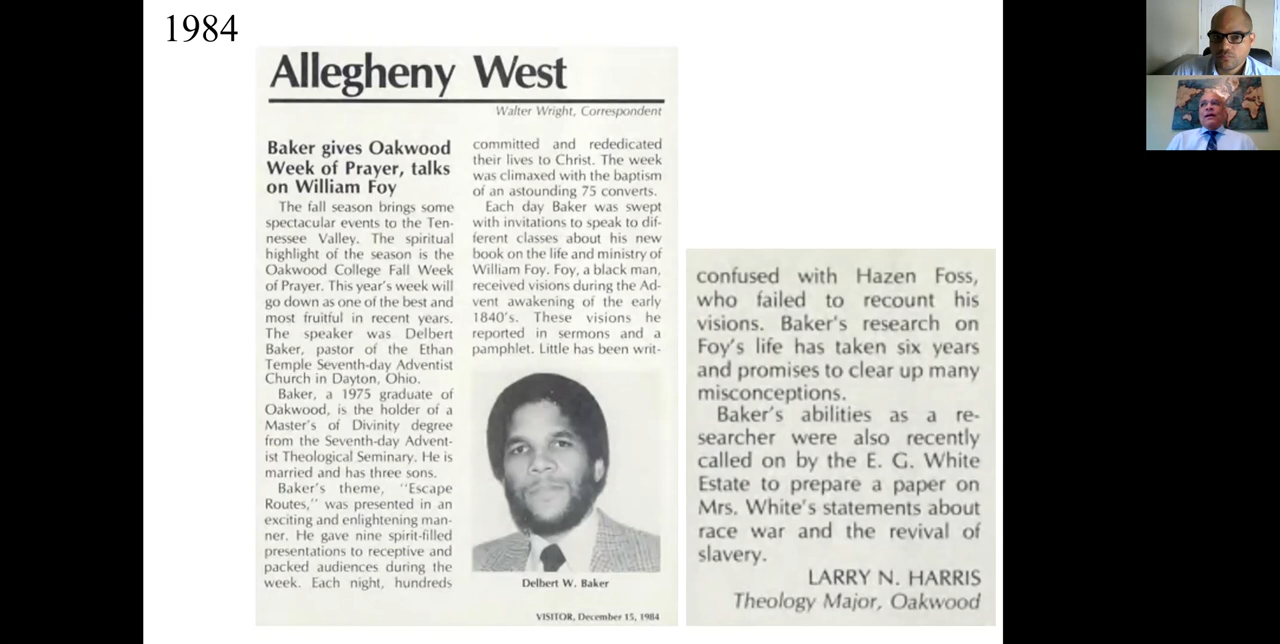 1984
Allegheny West
Walter Wright, Correspondent
Baker gives Oakwood
Week of Prayer, talks
on William Foy
The fall season brings some
spectacular events to the Ten-
nessee Valley. The spiritual
highlight of the season is the
Oakwood College Fall Week
of Prayer. This year's week will
go down as one of the best and
most fruitful in recent years.
The speaker was Delbert
Baker, pastor of the Ethan
Temple Seventh-day Adventist
Church in Dayton, Ohio.
Baker, a 1975 graduate of
Oakwood, is the holder of a
Master's of Divinity degree
from the Seventh-day Advent-
ist Theological Seminary. He is
married and has three sons.
Baker's theme, "Escape
Routes," was presented in an
exciting and enlightening man-
ner. He gave nine spirit-filled
presentations to receptive and
packed audiences during the
week. Each night, hundreds
committed and rededicated
their lives to Christ. The week
was climaxed with the baptism
of an astounding 75 converts.
Each day Baker was swept
with invitations to speak to dif-
ferent classes about his new
book on the life and ministry of
William Foy. Foy, a black man,
received visions during the Ad-
vent awakening of the early
1840's. These visions he
reported in sermons and a
pamphlet. Little has been writ-
Delbert W. Baker
VISITOR, December 15, 1984
confused with Hazen Foss,
who failed to recount his
visions. Baker's research on
Foy's life has taken six years
and promises to clear up many
misconceptions.
Baker's abilities as a re-
searcher were also recently
called on by the E. G. White
Estate to prepare a paper on
Mrs. White's statements about
race war and the revival of
slavery.
LARRY N. HARRIS
Theology Major, Oakwood